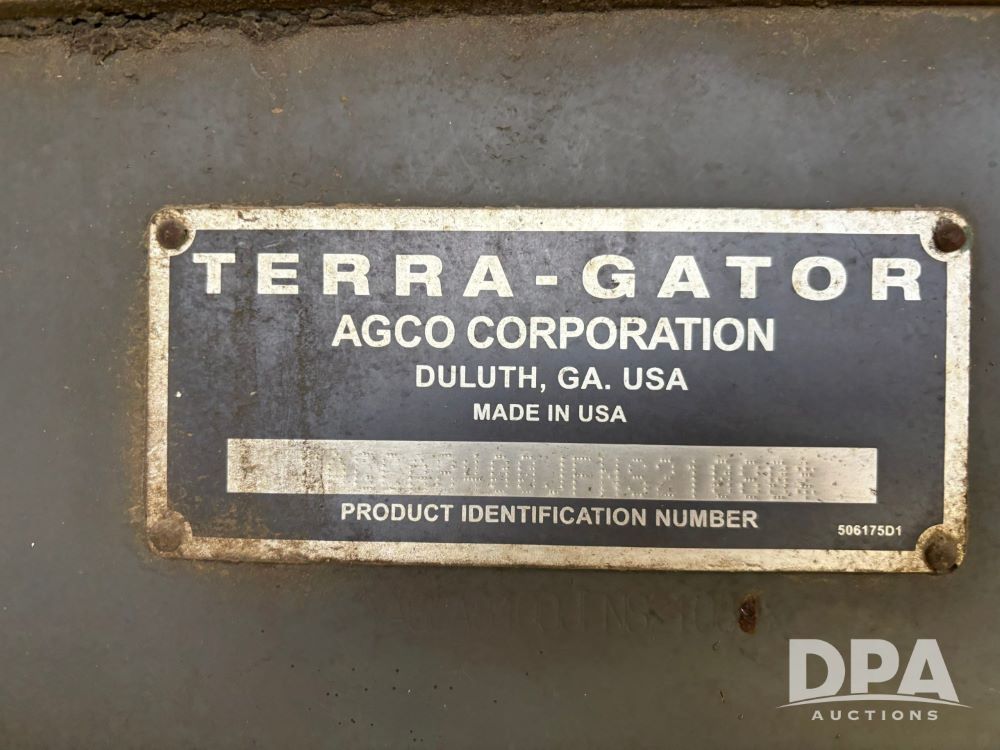 TERRA-GATOR
AGCO CORPORATION
DULUTH, GA. USA
MADE IN USA
PRODUCT IDENTIFICATION NUMBER
506175D1
DPA
AUCTIONS